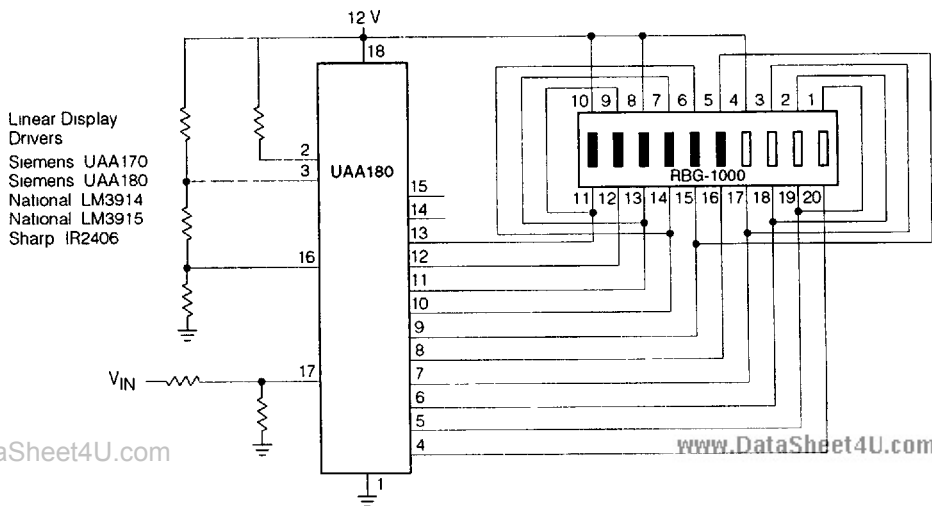 12 V
18
10 9 8 7 6 5 4 3 2 1
Linear Display
Drivers
Siemens UAA170
Siemens UAA180
National LM3914
National LM3915
Sharp IR2406
2
3
UAA180
RBG-1000
15
14
13
11 12 13 14 15 16 17 18 19 20
16
12
11
10
9
8
VIN
17
7
6
5
4
aSheet4U.com
www.DataSheet4U.com
1